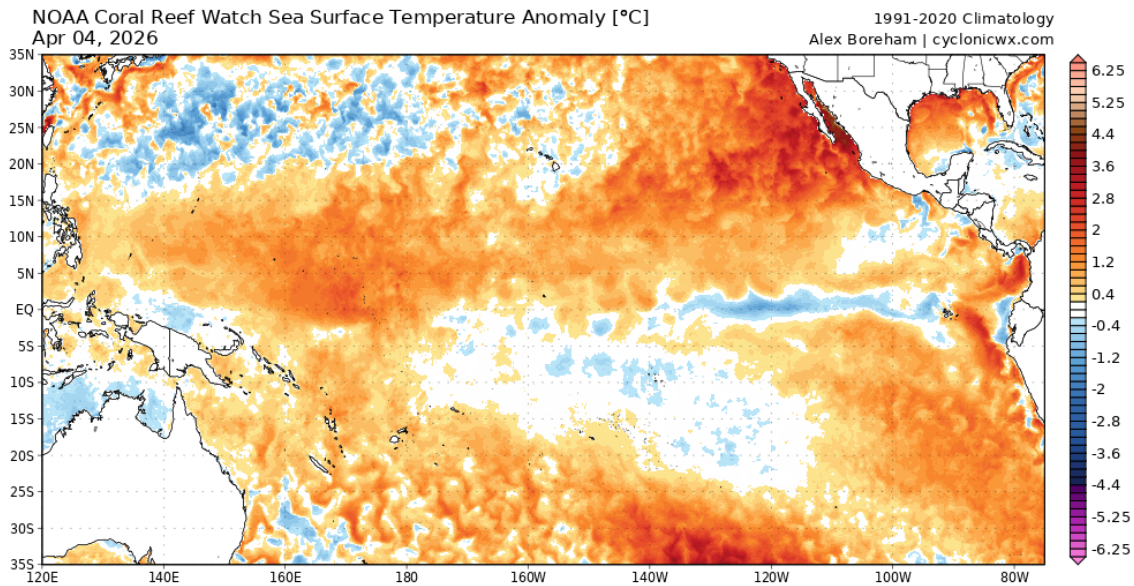 NOAA Coral Reef Watch Sea Surface Temperature Anomaly [°C]
1991-2020 Climatology
Apr 04, 2026
Alex Boreham | cyclonicwx.com
35N
30N
25N
20N
15N
10N
5N
EQ
5S
10S
15S
20S
25S
30S
35S
120E 140E 160E 180 160W 140W 120W 100W 80W
6.25
5.25
4.4
3.6
2.8
2
1.2
0.4
-0.4
-1.2
-2
-2.8
-3.6
-4.4
-5.25
-6.25